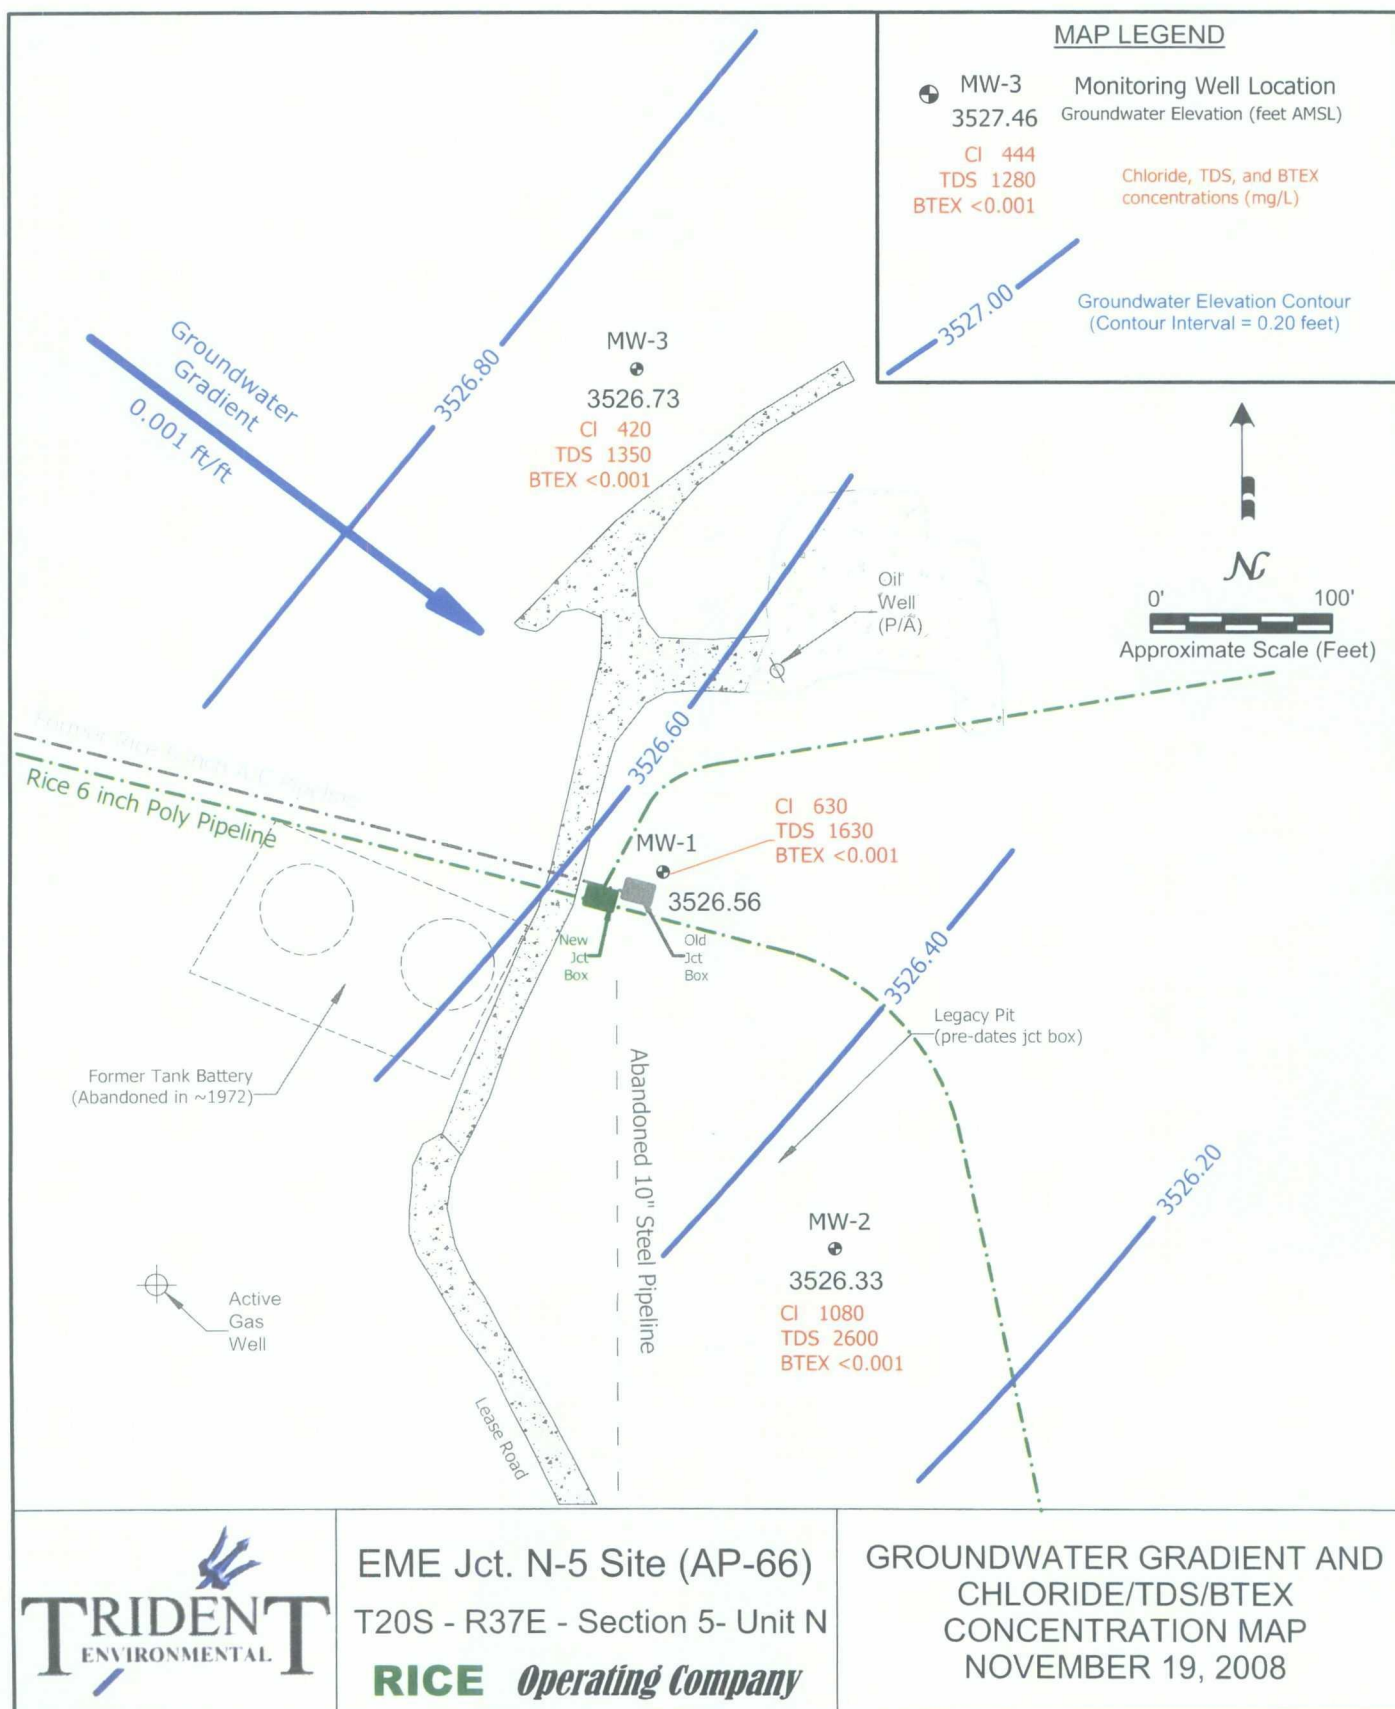 MAP LEGEND
MW-3
3527.46
Cl 444
TDS 1280
BTEX <0.001
Monitoring Well Location
Groundwater Elevation (feet AMSL)
Chloride, TDS, and BTEX
concentrations (mg/L)
3527.00
Groundwater Elevation Contour
(Contour Interval = 0.20 feet)
Groundwater
Gradient
0.001 ft/ft
3526.80
MW-3
3526.73
Cl 420
TDS 1350
BTEX <0.001
N
0' 100'
Approximate Scale (Feet)
Oil
Well
(P/A)
3526.60
Former Rice 6 inch A/C Pipeline
Rice 6 inch Poly Pipeline
Cl 630
TDS 1630
BTEX <0.001
MW-1
3526.56
New
Jct
Box
Old
Jct
Box
3526.40
Legacy Pit
(pre-dates jct box)
Former Tank Battery
(Abandoned in ~1972)
Abandoned 10" Steel Pipeline
3526.20
MW-2
3526.33
Cl 1080
TDS 2600
BTEX <0.001
Active
Gas
Well
Lease Road
TRIDENT
ENVIRONMENTAL
EME Jct. N-5 Site (AP-66)
T20S - R37E - Section 5- Unit N
RICE Operating Company
GROUNDWATER GRADIENT AND
CHLORIDE/TDS/BTEX
CONCENTRATION MAP
NOVEMBER 19, 2008